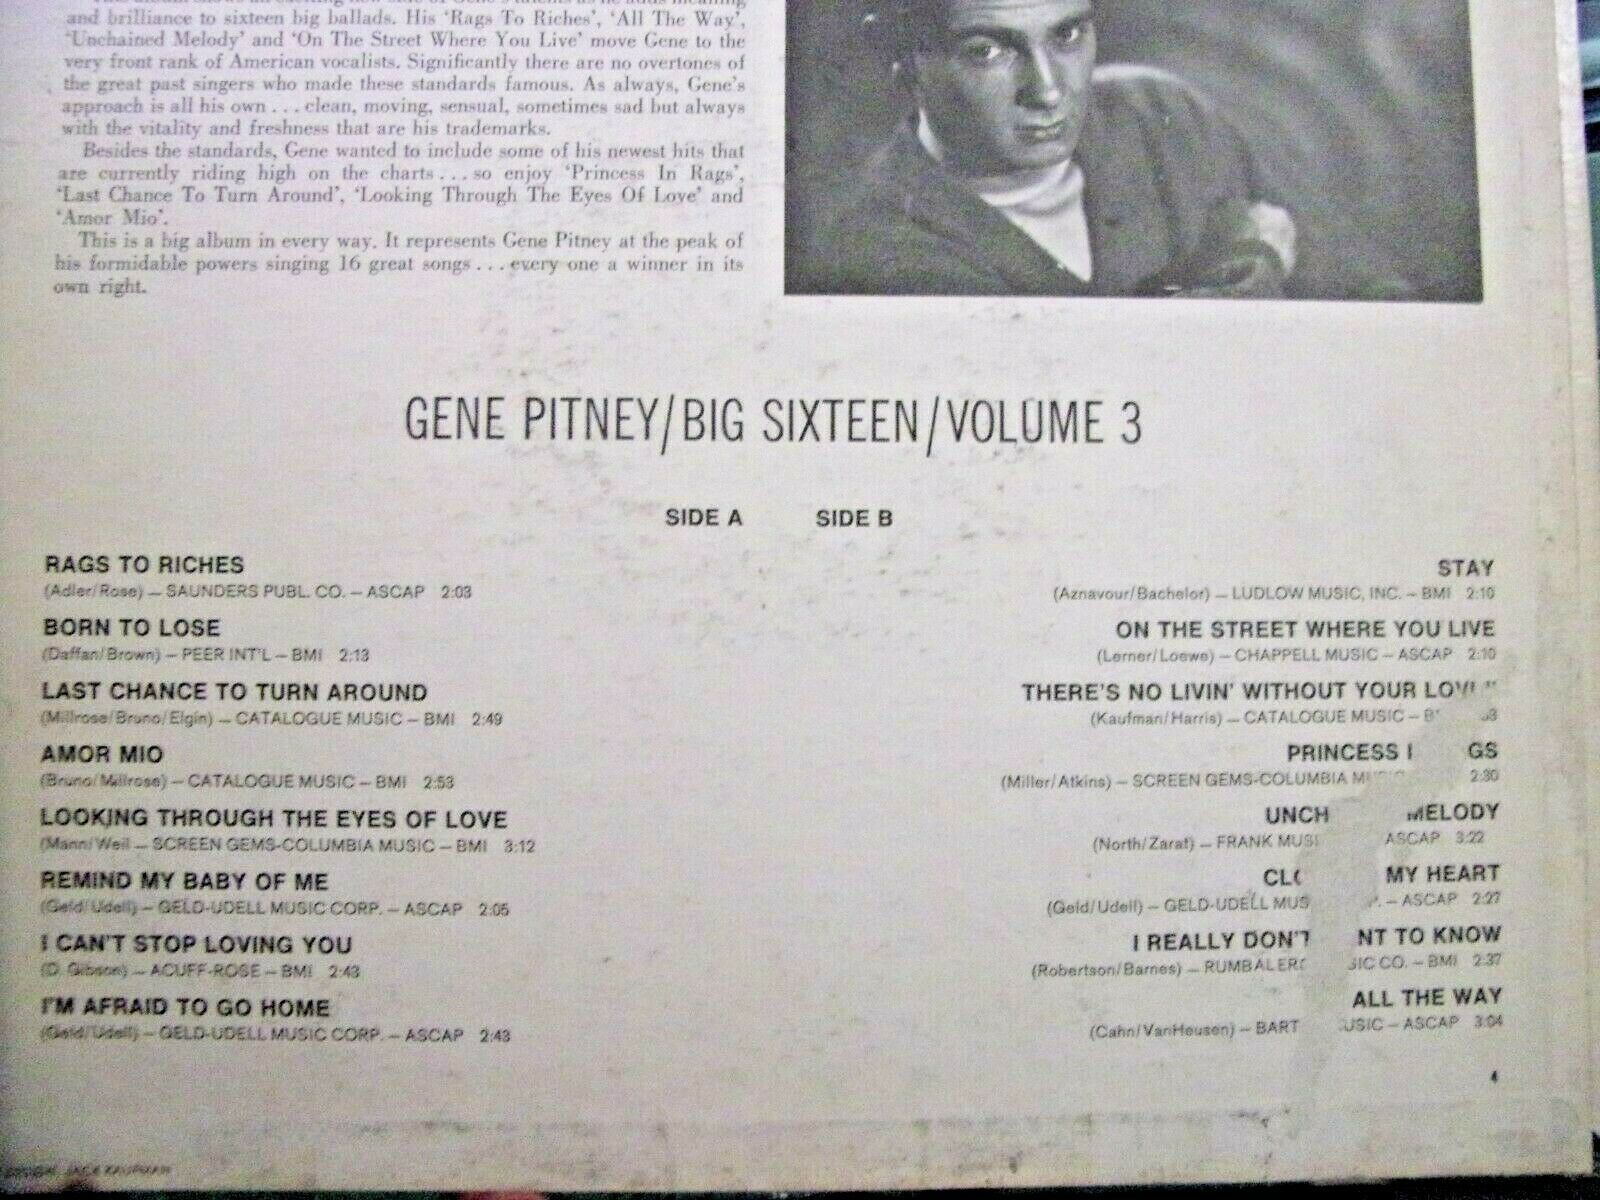 and brilliance to sixteen big ballads. His 'Rags To Riches', 'All The Way',
'Unchained Melody' and 'On The Street Where You Live' move Gene to the
very front rank of American vocalists. Significantly there are no overtones of
the great past singers who made these standards famous. As always, Gene's
approach is all his own . . . clean, moving, sensual, sometimes sad but always
with the vitality and freshness that are his trademarks.
Besides the standards, Gene wanted to include some of his newest hits that
are currently riding high on the charts . . . so enjoy 'Princess In Rags',
'Last Chance To Turn Around', 'Looking Through The Eyes Of Love' and
'Amor Mio'.
This is a big album in every way. It represents Gene Pitney at the peak of
his formidable powers singing 16 great songs . . . every one a winner in its
own right.
GENE PITNEY/BIG SIXTEEN/VOLUME 3
SIDE A
RAGS TO RICHES
(Adler/Rose) – SAUNDERS PUBL. CO. – ASCAP 2:03
BORN TO LOSE
(Daffan/Brown) – PEER INT'L – BMI 2:13
LAST CHANCE TO TURN AROUND
(Millrose/Bruno/Elgin) – CATALOGUE MUSIC – BMI 2:49
AMOR MIO
(Bruno/Millrose) – CATALOGUE MUSIC – BMI 2:53
LOOKING THROUGH THE EYES OF LOVE
(Mann/Weil – SCREEN GEMS-COLUMBIA MUSIC – BMI 3:12
REMIND MY BABY OF ME
(Geld/Udell) – GELD-UDELL MUSIC CORP. – ASCAP 2:05
I CAN'T STOP LOVING YOU
(D. Gibson) – ACUFF-ROSE – BMI 2:43
I'M AFRAID TO GO HOME
(Geld/Udell) – GELD-UDELL MUSIC CORP. – ASCAP 2:43
SIDE B
STAY
(Aznavour/Bachelor) – LUDLOW MUSIC, INC. – BMI 2:10
ON THE STREET WHERE YOU LIVE
(Lerner/Loewe) – CHAPPELL MUSIC – ASCAP 2:10
THERE'S NO LIVIN' WITHOUT YOUR
(Kaufman/Harris) – CATALOGUE MUSIC –
PRINCESS
(Miller/Atkins) – SCREEN GEMS-COLUMBIA 2:30
MELODY
(North/Zarat) – FRANK ASCAP 3:22
MY HEART
(Geld/Udell) – GELD-UDELL – ASCAP 2:27
I REALLY TO KNOW
(Robertson/Barnes) – CO. – BMI 2:37
ALL THE WAY
(Cahn/VanHeusen) – – ASCAP 3:04
4
JACK KAUFMAN